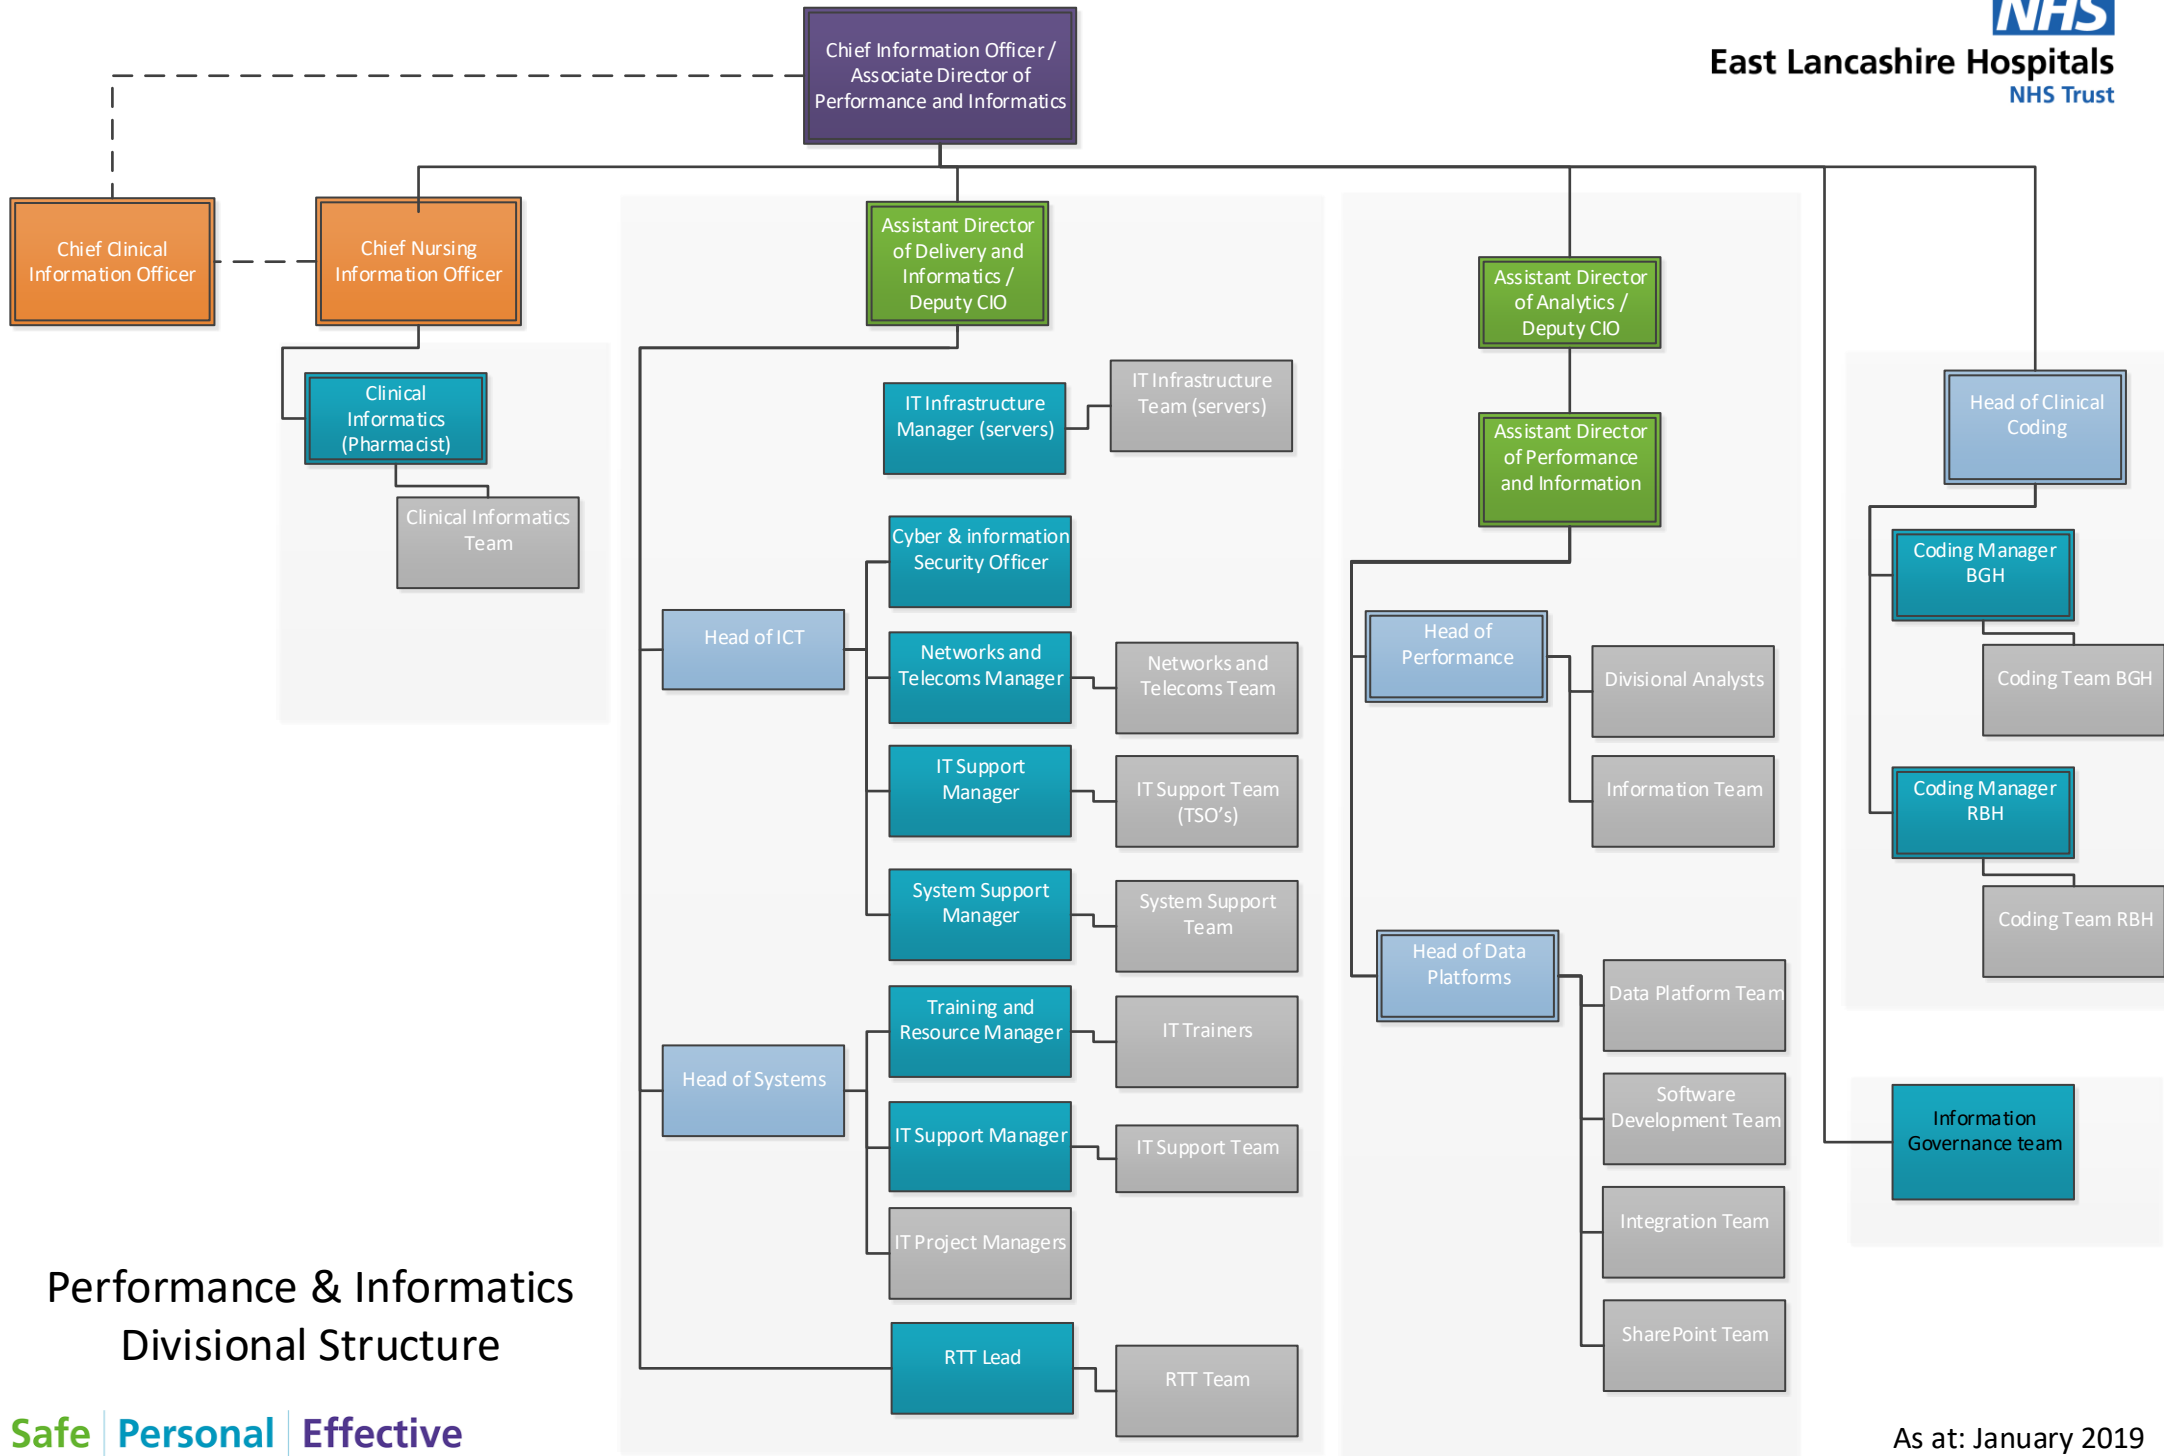 NHS
East Lancashire Hospitals
NHS Trust
Chief Information Officer /
Associate Director of
Performance and Informatics
Chief Clinical
Information Officer
Chief Nursing
Information Officer
Clinical
Informatics
(Pharmacist)
Clinical Informatics
Team
Assistant Director
of Delivery and
Informatics /
Deputy CIO
IT Infrastructure
Manager (servers)
IT Infrastructure
Team (servers)
Head of ICT
Cyber & information
Security Officer
Networks and
Telecoms Manager
Networks and
Telecoms Team
IT Support
Manager
IT Support Team
(TSO's)
System Support
Manager
System Support
Team
Head of Systems
Training and
Resource Manager
IT Trainers
IT Support Manager
IT Support Team
IT Project Managers
RTT Lead
RTT Team
Assistant Director
of Analytics /
Deputy CIO
Assistant Director
of Performance
and Information
Head of
Performance
Divisional Analysts
Information Team
Head of Data
Platforms
Data Platform Team
Software
Development Team
Integration Team
SharePoint Team
Head of Clinical
Coding
Coding Manager
BGH
Coding Team BGH
Coding Manager
RBH
Coding Team RBH
Information
Governance team
Performance & Informatics
Divisional Structure
Safe Personal Effective
As at: January 2019